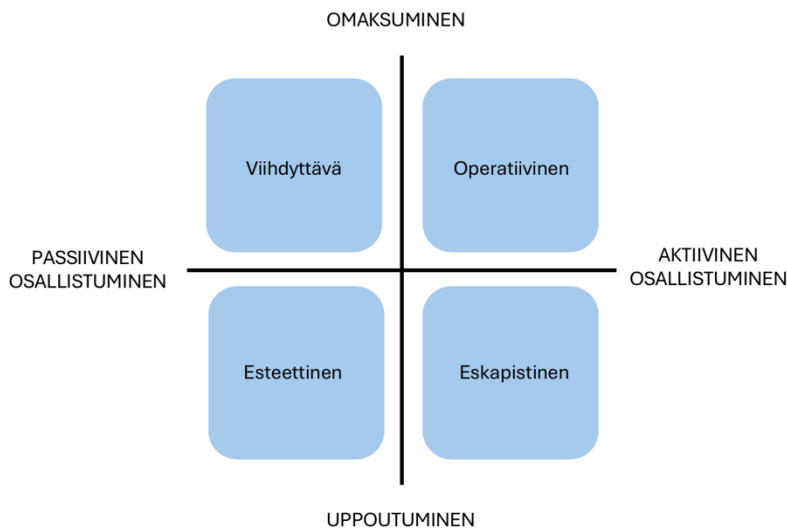 OMAKSUMINEN
Viihdyttävä
Operatiivinen
PASSIIVINEN
OSALLISTUMINEN
AKTIIVINEN
OSALLISTUMINEN
Esteettinen
Eskapistinen
UPPOUTUMINEN